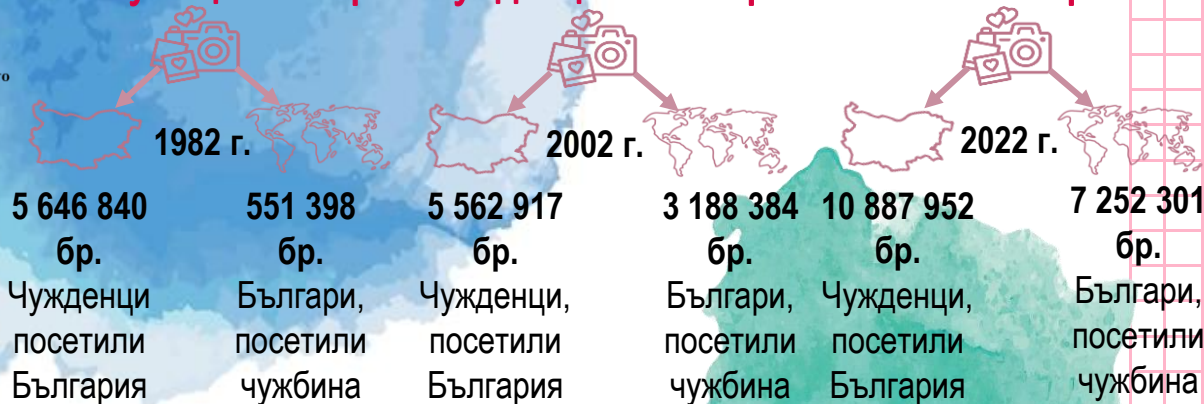 1982 г.
2002 г.
2022 г.
5 646 840
бр.
Чужденци
посетили
България
551 398
бр.
Българи,
посетили
чужбина
5 562 917
бр.
Чужденци,
посетили
България
3 188 384
бр.
Българи,
посетили
чужбина
10 887 952
бр.
Чужденци,
посетили
България
7 252 301
бр.
Българи,
посетили
чужбина